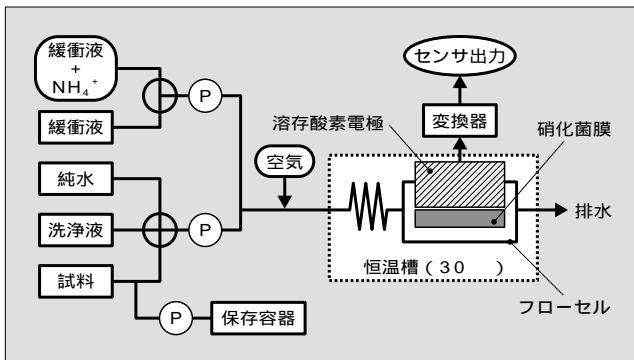 緩衝液
+
NH₄⁺
緩衝液
純水
洗浄液
試料
P
P
P
保存容器
空気
センサ出力
変換器
溶存酸素電極
硝化菌膜
排水
恒温槽(30  )
フローセル